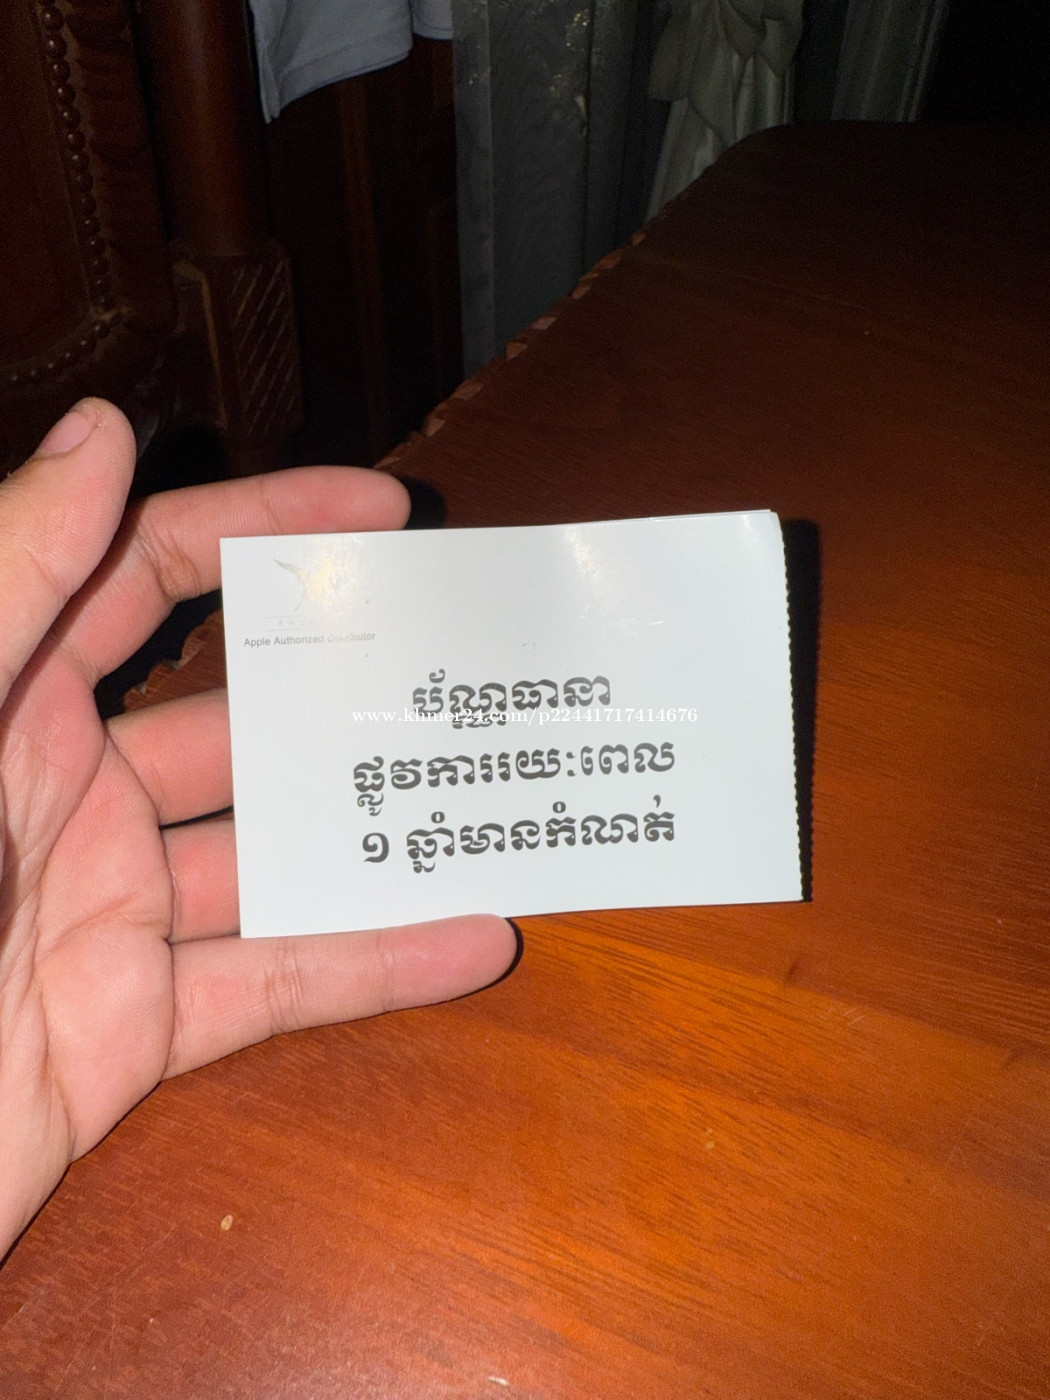 Apple Authorized Distributor
ប័ណ្ណធានា
www.khmer24.com/p22441717414676
ផ្លូវការរយៈពេល
១ ឆ្នាំមានកំណត់